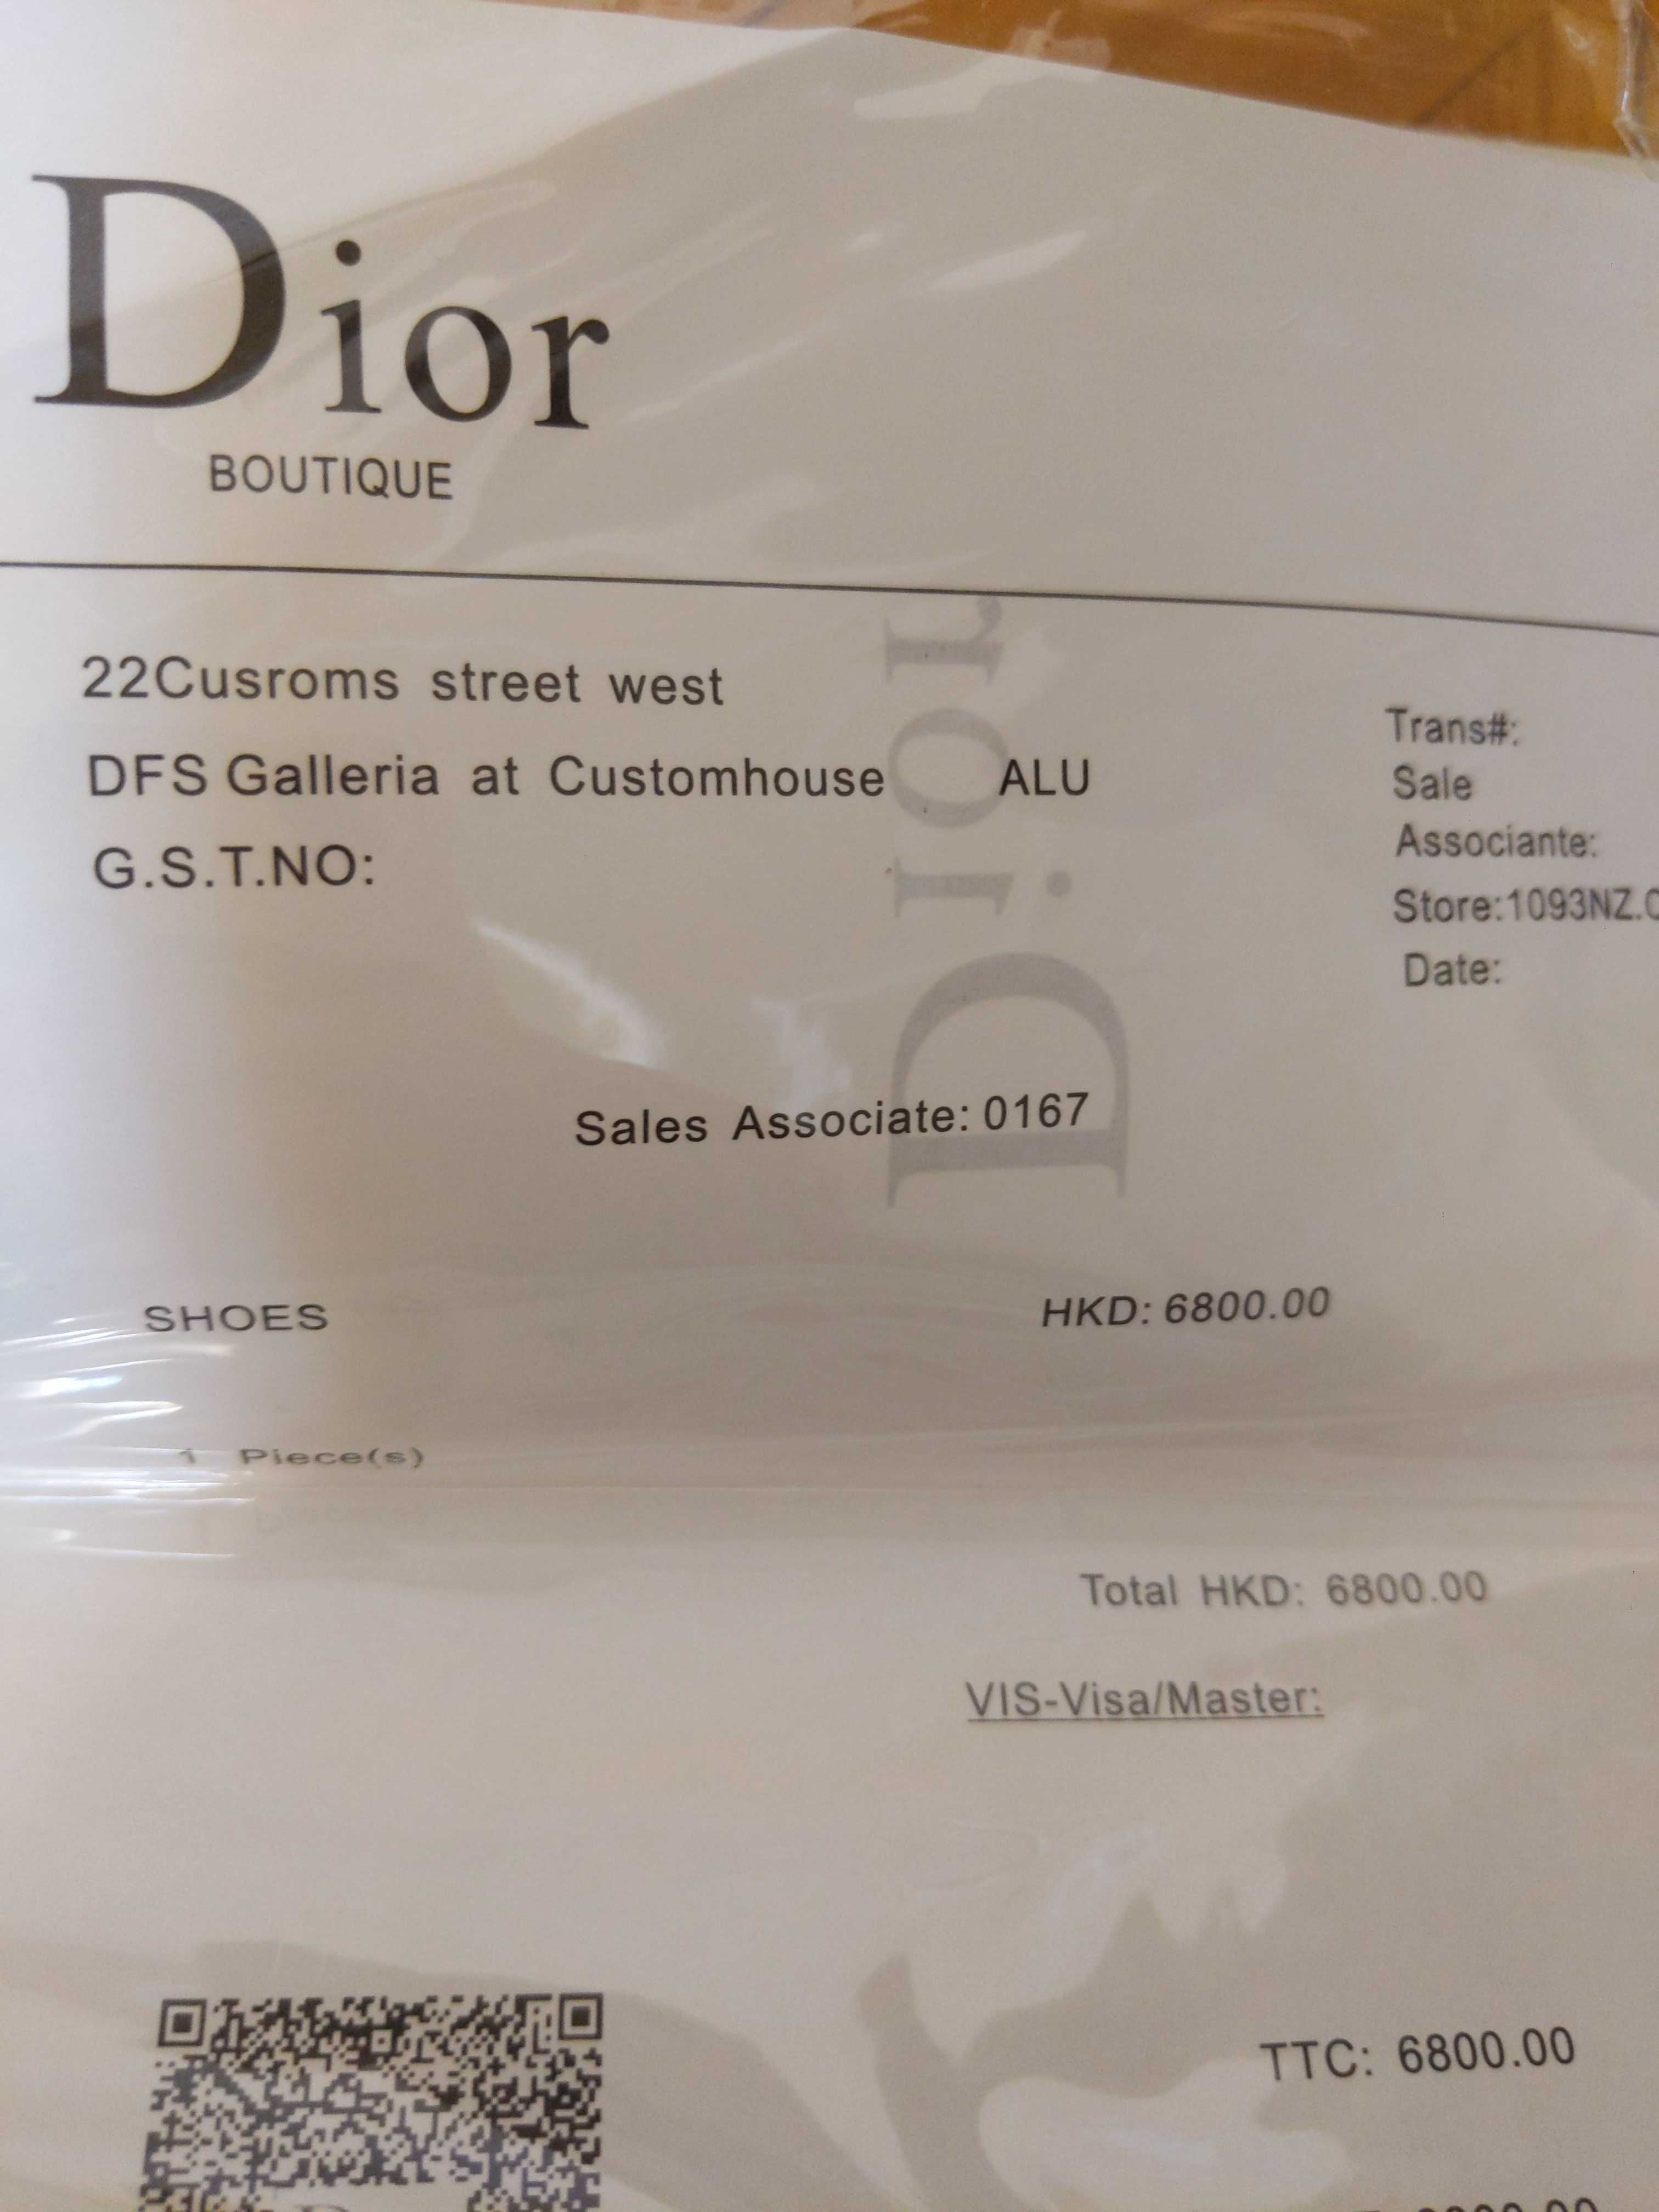 Dior
BOUTIQUE
22Cusroms street west
DFS Galleria at Customhouse ALU
G.S.T.NO:
Trans#:
Sale
Associante:
Store:1093NZ.
Date:
Dior
Sales Associate: 0167
SHOES HKD: 6800.00
1 Piece(s)
Total HKD: 6800.00
VIS-Visa/Master:
TTC: 6800.00